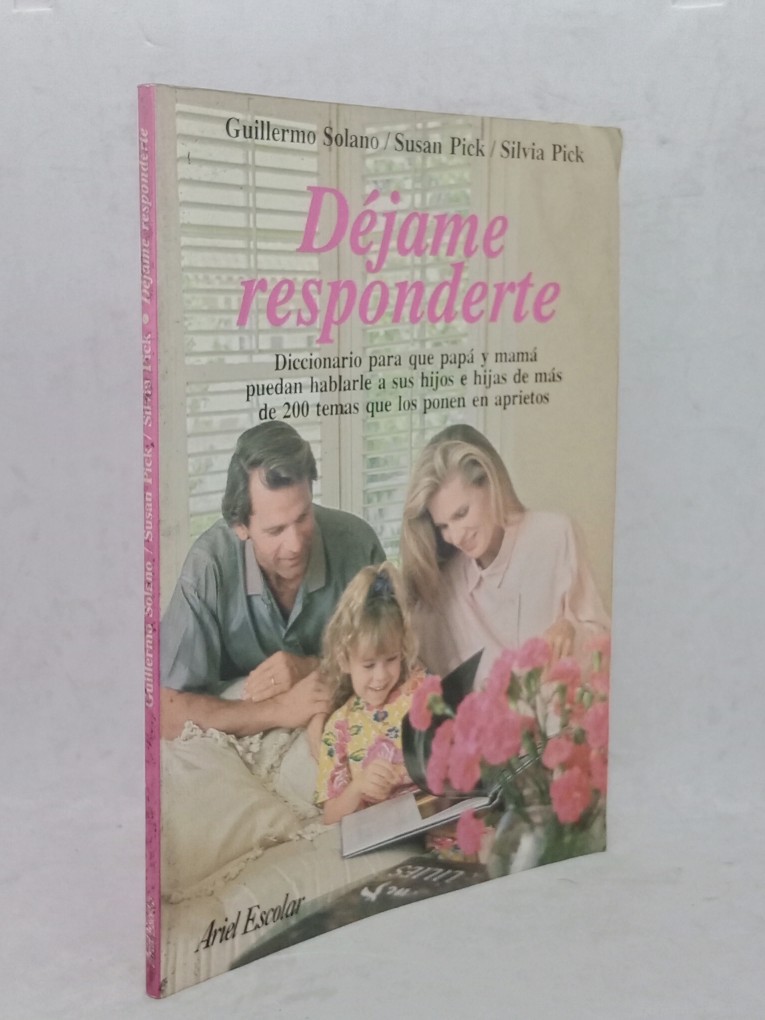 Guillermo Solano / Susan Pick / Silvia Pick
Déjame
responderte
Diccionario para que papá y mamá
puedan hablarle a sus hijos e hijas de más
de 200 temas que los ponen en aprietos
Ariel Escolar
LILIES
Guillermo Solano / Susan Pick / Silvia Pick • Déjame responderte